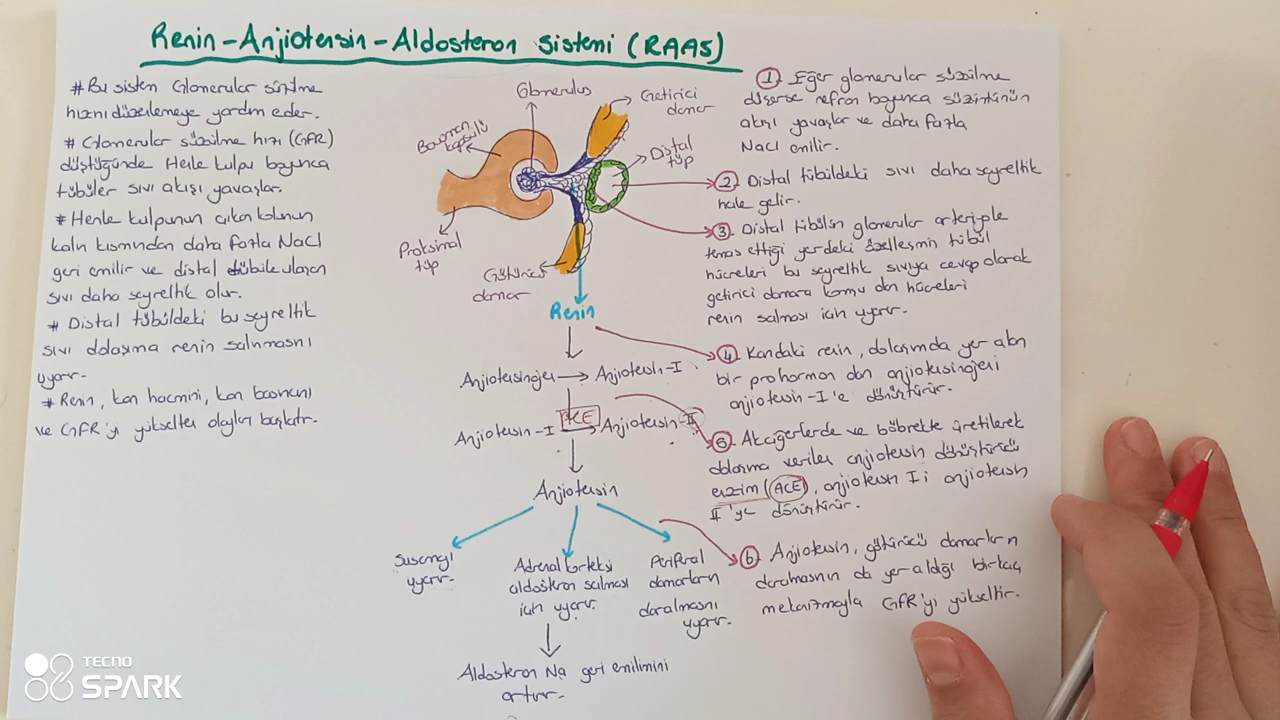 Renin-Anjiotensin-Aldosteron Sistemi (RAAS)
# Bu sistem Glomerular süzülme
hızını düzenlemeye yardım eder.
# Glomerular süzülme hızı (GFR)
düştüğünde Henle kulpu boyunca
tübüler sıvı akışı yavaşlar.
# Henle kulpunun çıkan kolunun
kalın kısmından daha fazla NaCl
geri emilir ve distal tübüle ulaşan
sıvı daha seyreltik olur.
# Distal tübüldeki bu seyreltik
sıvı dolaşıma renin salınmasını
uyarır.
# Renin, kan hacmini, kan basıncını
ve GFR'yi yükselten olayları başlatır.
Glomerulus
Getirici
damar
Bowman
kapsülü
Distal
tüp
Proksimal
tüp
Götürücü
damar
Renin
Anjiotensinojen → Anjiotensin-I
ACE
Anjiotensin-I → Anjiotensin-II
Anjiotensin
Susamayı
uyarır.
Adrenal korteksi
aldosteron salması
için uyarır.
Periferal
damarların
daralmasını
uyarır.
Aldosteron Na geri emilimini
artırır.
1 Eğer glomerular süzülme
düşerse nefron boyunca süzüntünün
akışı yavaşlar ve daha fazla
NaCl emilir.
2 Distal tübüldeki sıvı daha seyreltik
hale gelir.
3 Distal tübülün glomerular arteriyole
temas ettiği yerdeki özelleşmiş tübül
hücreleri bu seyreltik sıvıya cevap olarak
getirici damara komşu olan hücreleri
renin salması için uyarır.
4 Kandaki renin, dolaşımda yer alan
bir prohormon olan anjiotensinojeni
anjiotensin-I'e dönüştürür.
5 Akciğerlerde ve böbrekte üretilerek
dolaşıma verilen anjiotensin dönüştürücü
enzim (ACE), anjiotensin I'i anjiotensin
II'ye dönüştürür.
6 Anjiotensin, götürücü damarların
daralmasının da yer aldığı birkaç
mekanizmayla GFR'yi yükseltir.
TECNO
SPARK